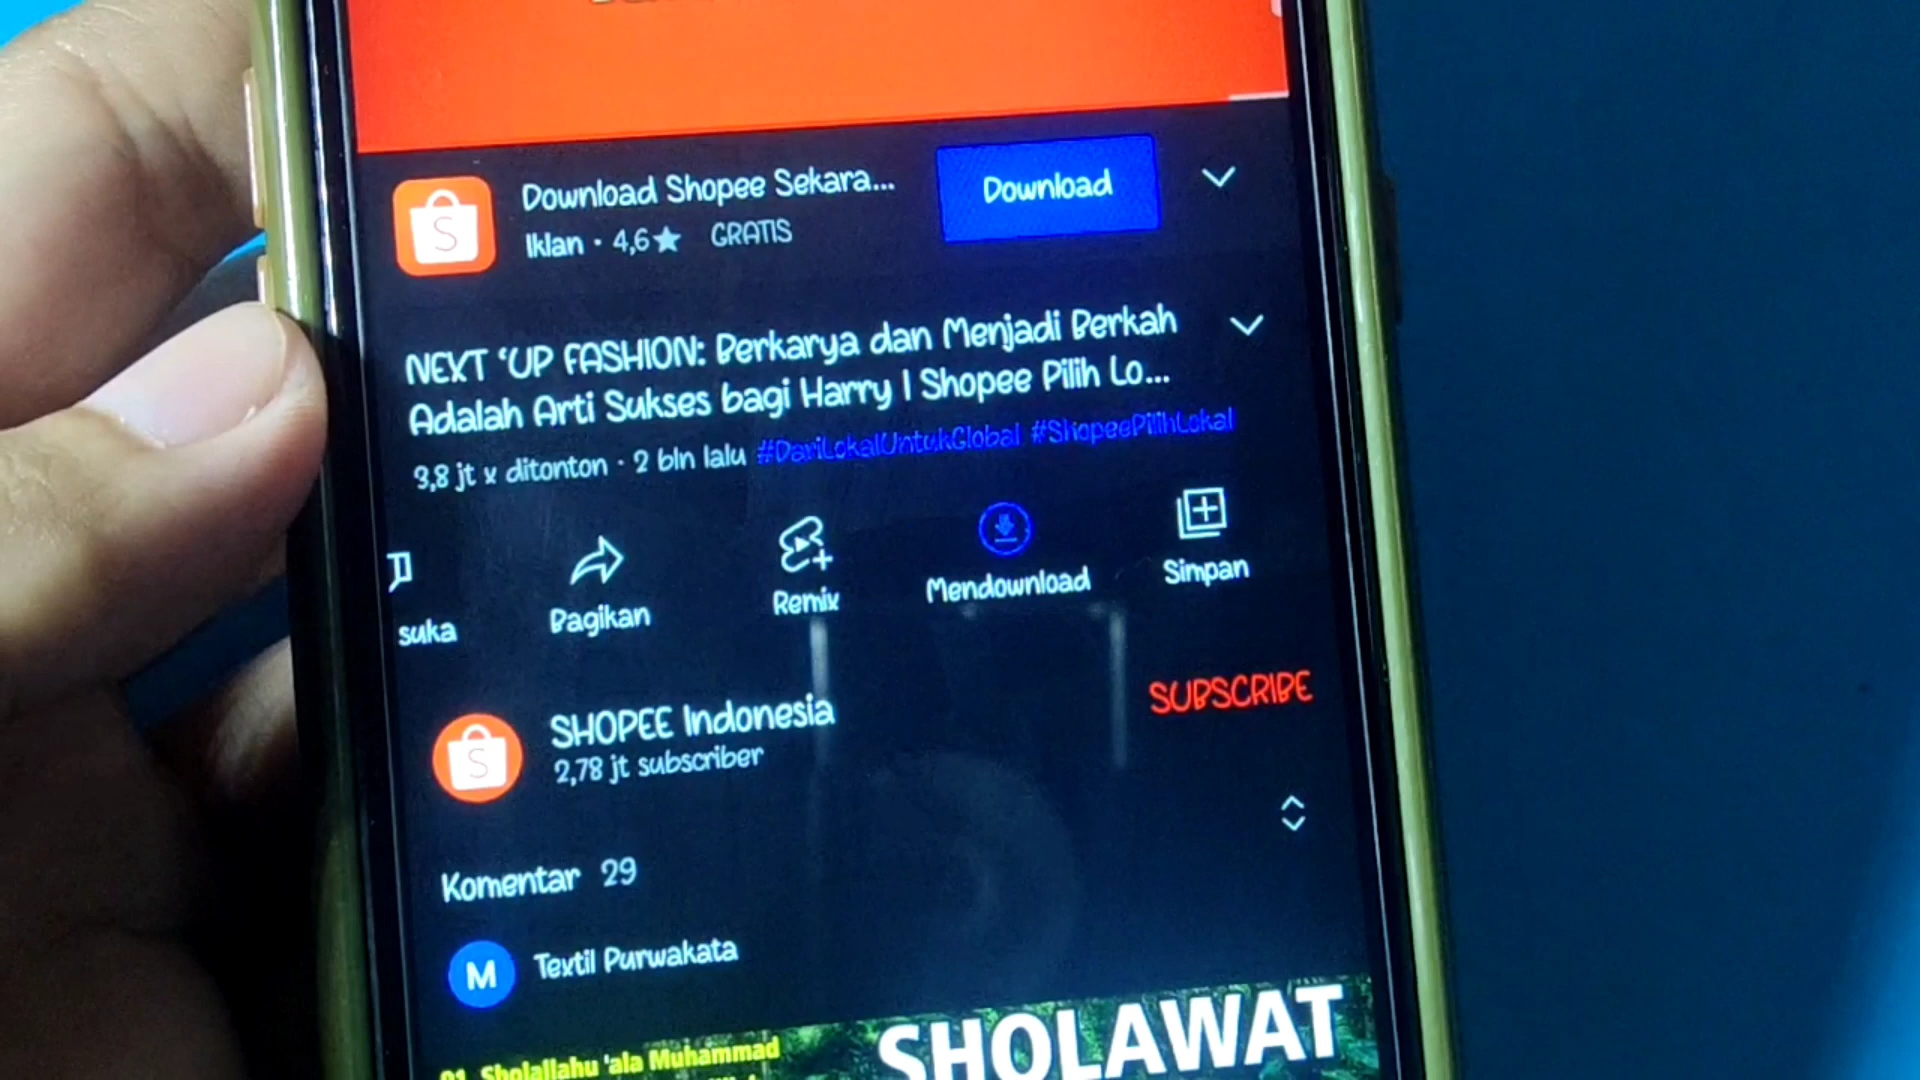 Download Shopee Sekara...
Download
Iklan · 4,6★ GRATIS
NEXT ‘UP FASHION: Berkarya dan Menjadi Berkah
Adalah Arti Sukses bagi Harry I Shopee Pilih Lo...
3,8 jt x ditonton · 2 bln lalu #DariLokalUntukGlobal #ShopeePilihLokal
suka
Bagikan
Remix
Mendownload
Simpan
SHOPEE Indonesia
SUBSCRIBE
2,78 jt subscriber
Komentar 29
M Textil Purwakata
SHOLAWAT
01. Sholallahu 'ala Muhammad